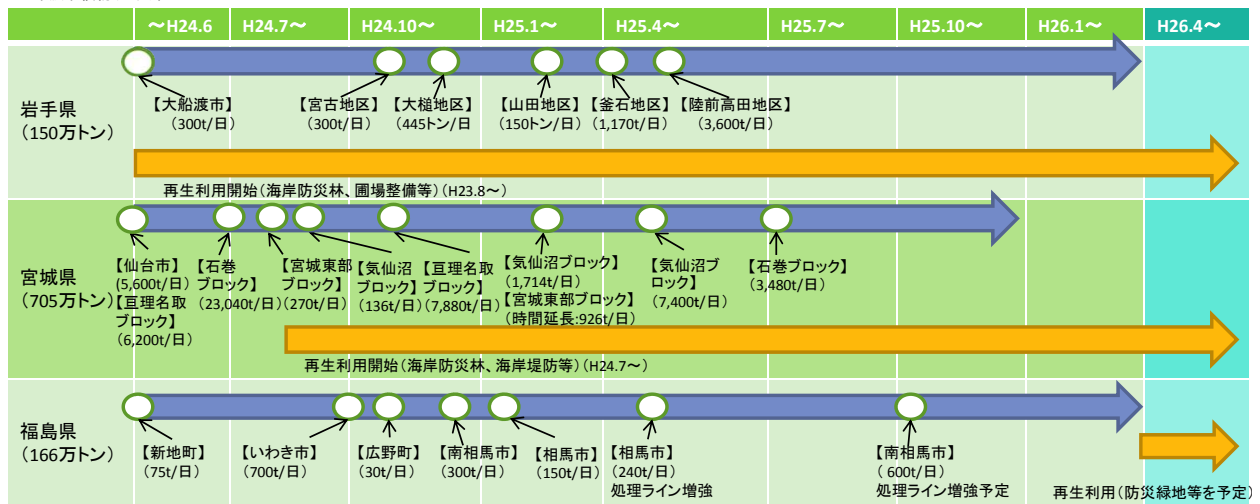 ～H24.6 H24.7～ H24.10～ H25.1～ H25.4～ H25.7～ H25.10～ H26.1～ H26.4～
岩手県
（150万トン）
【大船渡市】
（300t/日）
【宮古地区】
（300t/日）
【大槌地区】
（445トン/日
【山田地区】
（150トン/日）
【釜石地区】
（1,170t/日）
【陸前高田地区】
（3,600t/日）
再生利用開始（海岸防災林、圃場整備等）（H23.8～）
宮城県
（705万トン）
【仙台市】
(5,600t/日)
【亘理名取
ブロック】
（6,200t/日）
【石巻
ブロック】
（23,040t/日）
【宮城東部
ブロック】
（270t/日）
【気仙沼
ブロック】
（136t/日）
【亘理名取
ブロック】
（7,880t/日）
【気仙沼ブロック】
（1,714t/日）
【宮城東部ブロック】
（時間延長:926t/日）
【気仙沼ブ
ロック】
（7,400t/日）
【石巻ブロック】
（3,480t/日）
再生利用開始（海岸防災林、海岸堤防等）（H24.7～）
福島県
（166万トン）
【新地町】
（75t/日）
【いわき市】
（700t/日）
【広野町】
（30t/日）
【南相馬市】
（300t/日）
【相馬市】
（150t/日）
【相馬市】
（240t/日）
処理ライン増強
【南相馬市】
（ 600t/日）
処理ライン増強予定
再生利用（防災緑地等を予定）